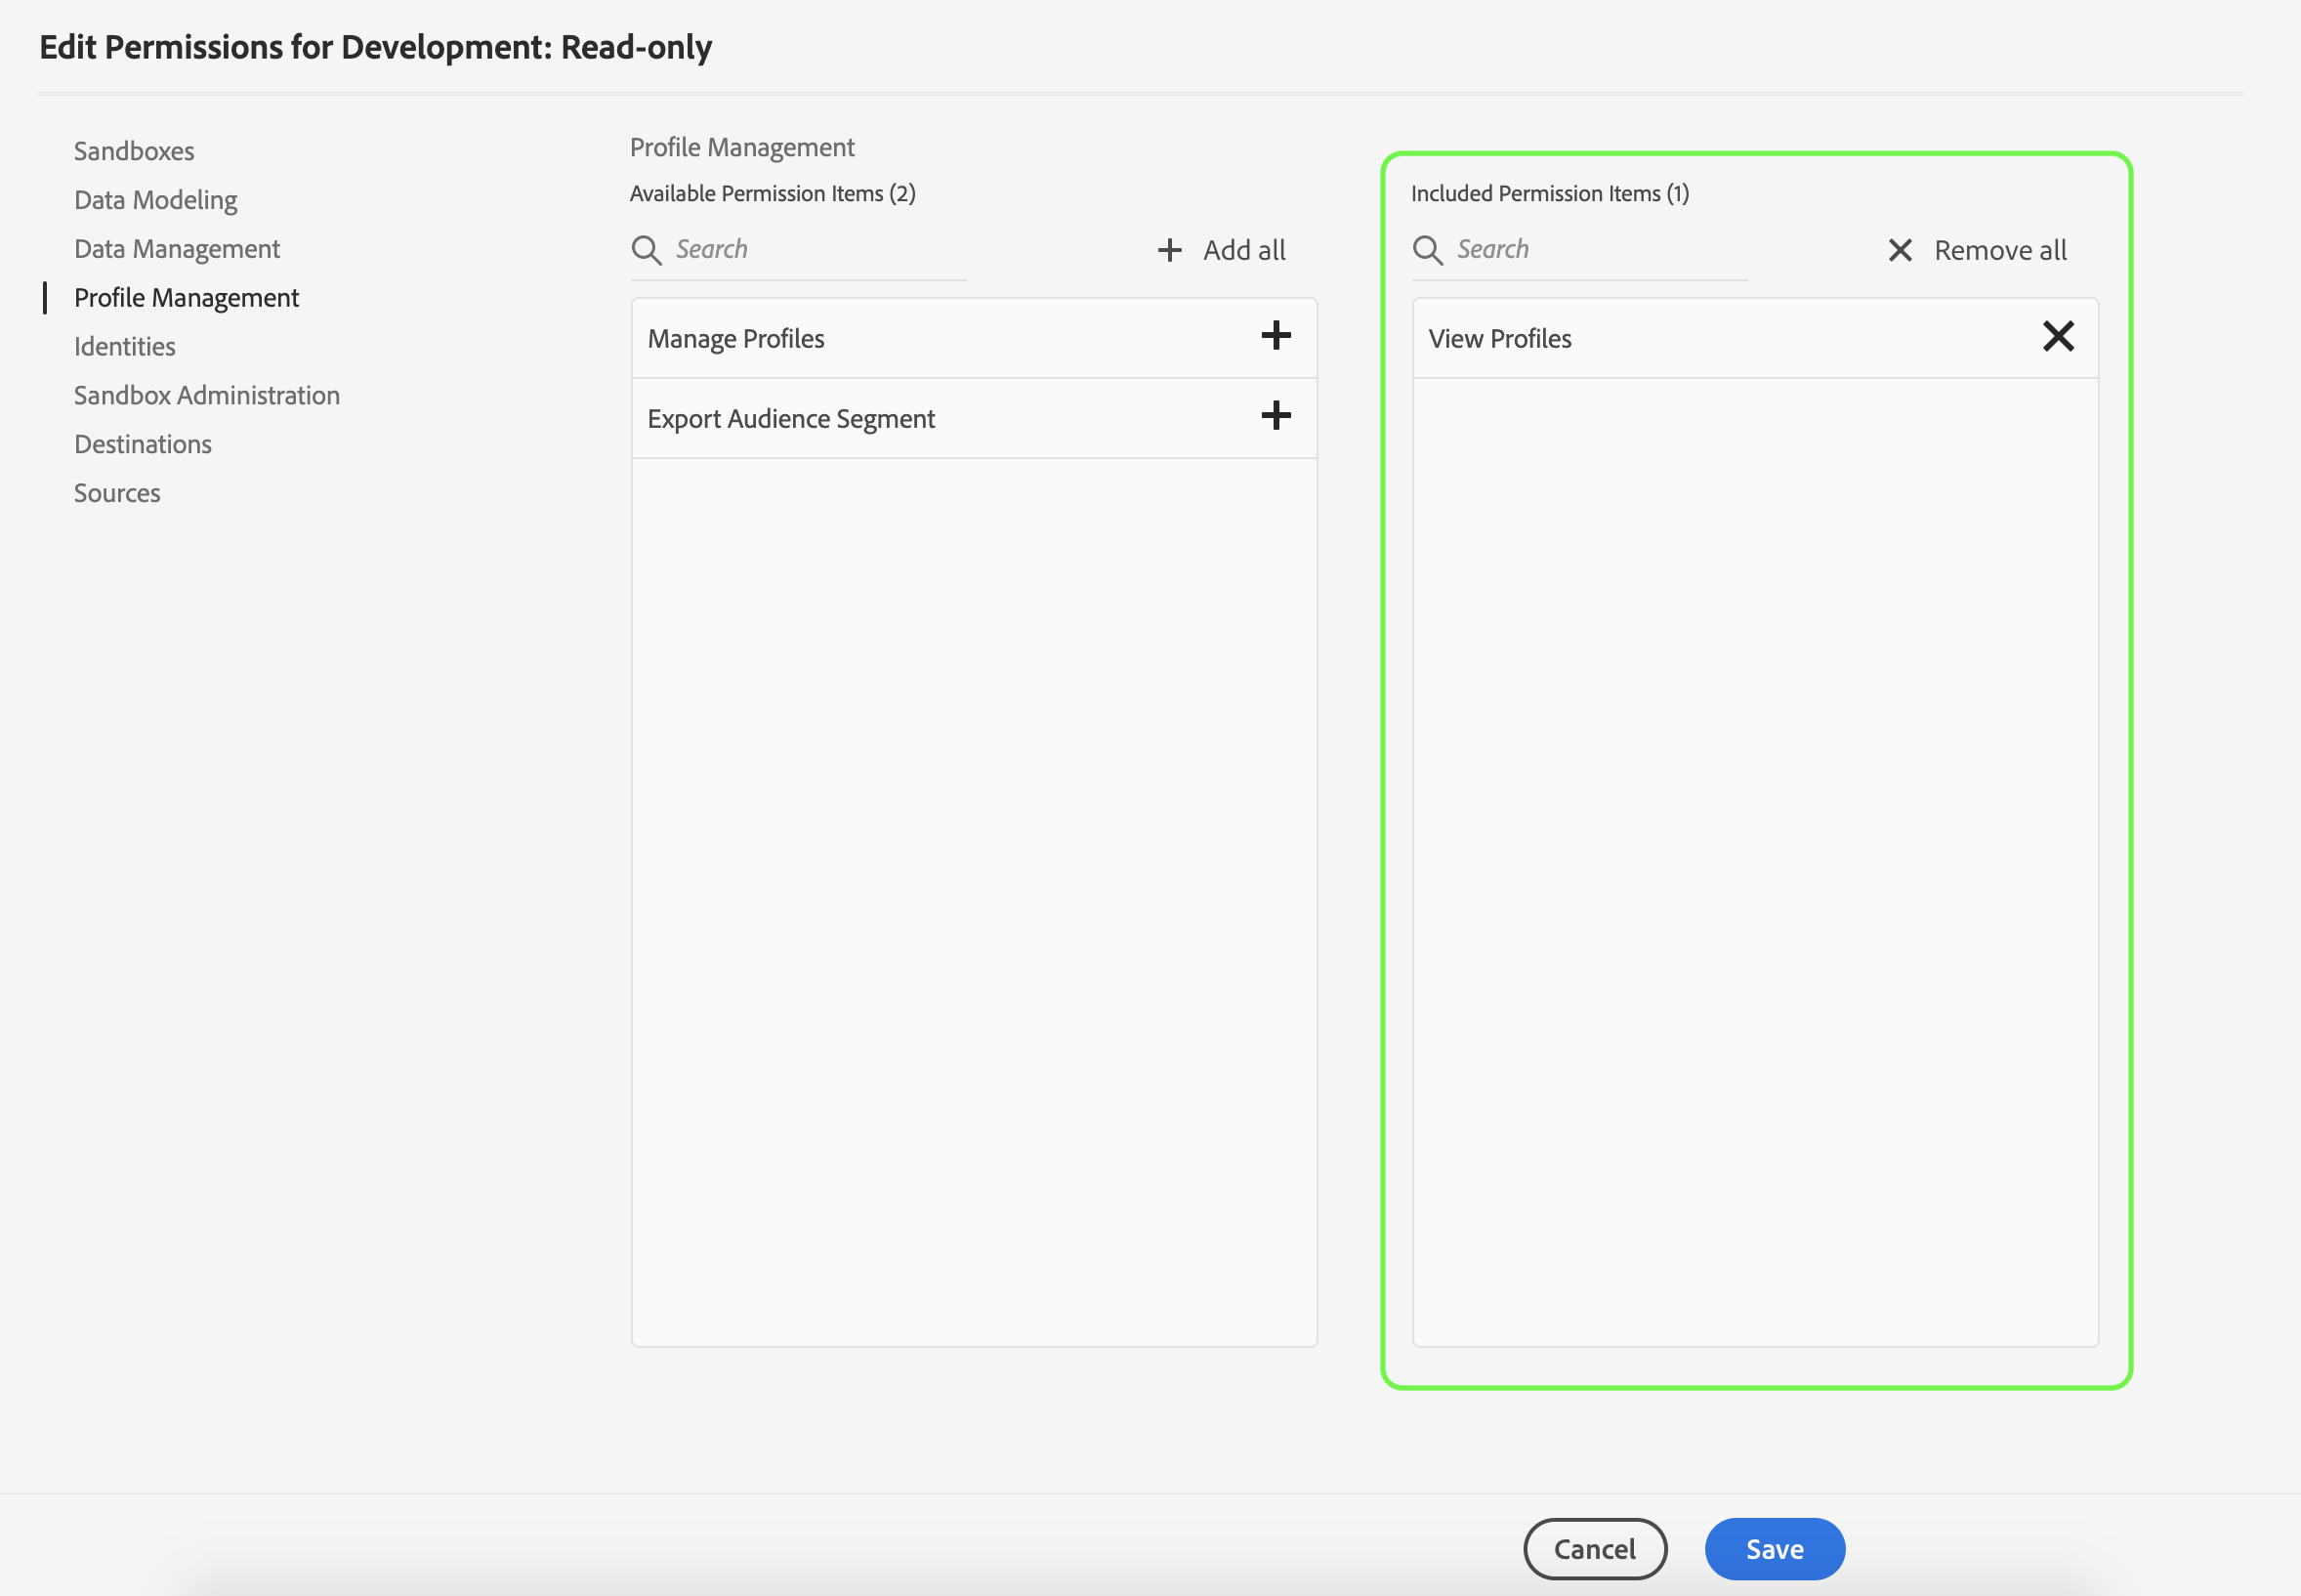 Edit Permissions for Development: Read-only
Sandboxes
Data Modeling
Data Management
Profile Management
Identities
Sandbox Administration
Destinations
Sources
Profile Management
Available Permission Items (2)
Search
Add all
Manage Profiles
Export Audience Segment
Included Permission Items (1)
Search
Remove all
View Profiles
Cancel
Save